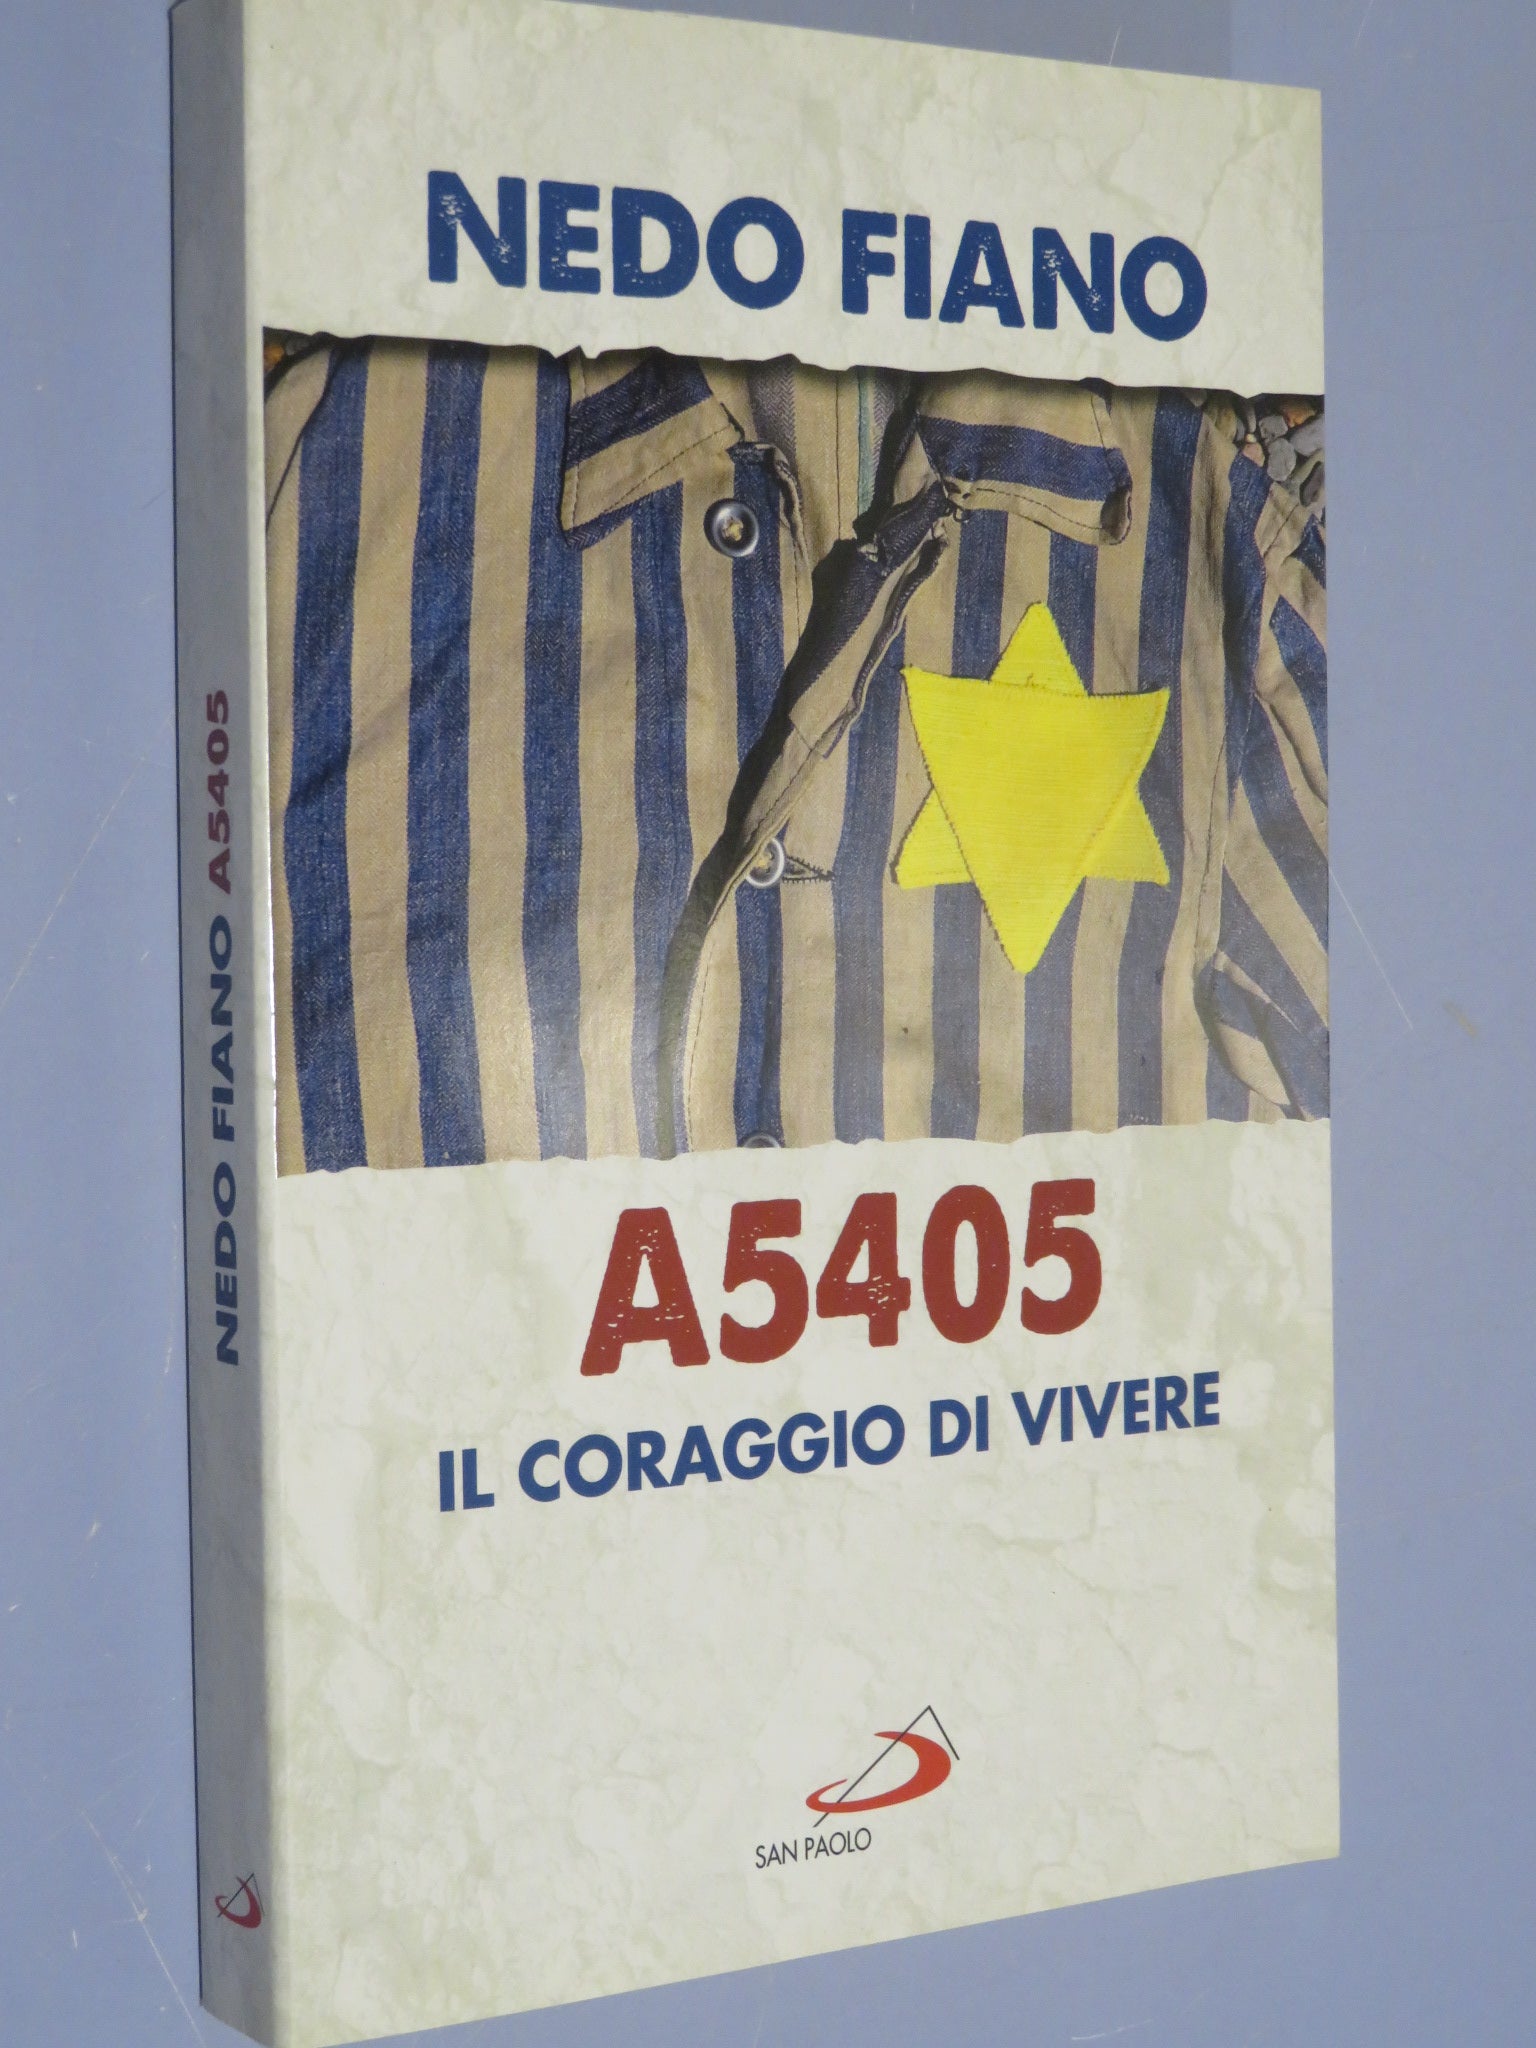 NEDO FIANO
A5405
IL CORAGGIO DI VIVERE
SAN PAOLO
NEDO FIANO A5405